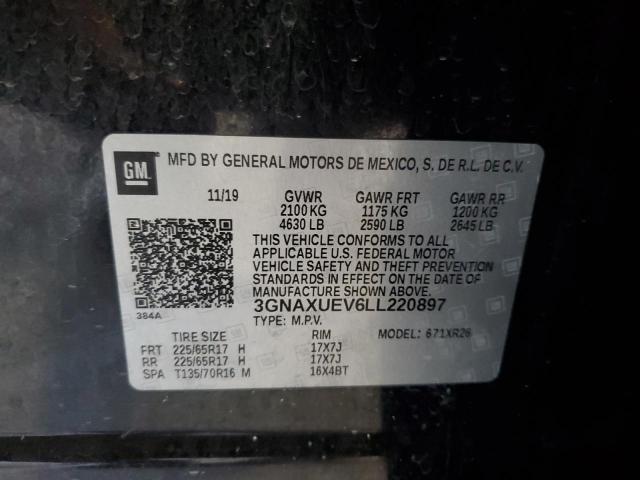 GM
MFD BY GENERAL MOTORS DE MEXICO, S. DE R.L. DE C.V.
11/19 GVWR GAWR FRT GAWR RR
2100 KG 1175 KG 1200 KG
4630 LB 2590 LB 2645 LB
THIS VEHICLE CONFORMS TO ALL
APPLICABLE U.S. FEDERAL MOTOR
VEHICLE SAFETY AND THEFT PREVENTION
STANDARDS IN EFFECT ON THE DATE OF
MANUFACTURE SHOWN ABOVE.
384A
3GNAXUEV6LL220897
TYPE: M.P.V. MODEL: 671XR26
TIRE SIZE RIM
FRT 225/65R17 H 17X7J
RR 225/65R17 H 17X7J
SPA T135/70R16 M 16X4BT